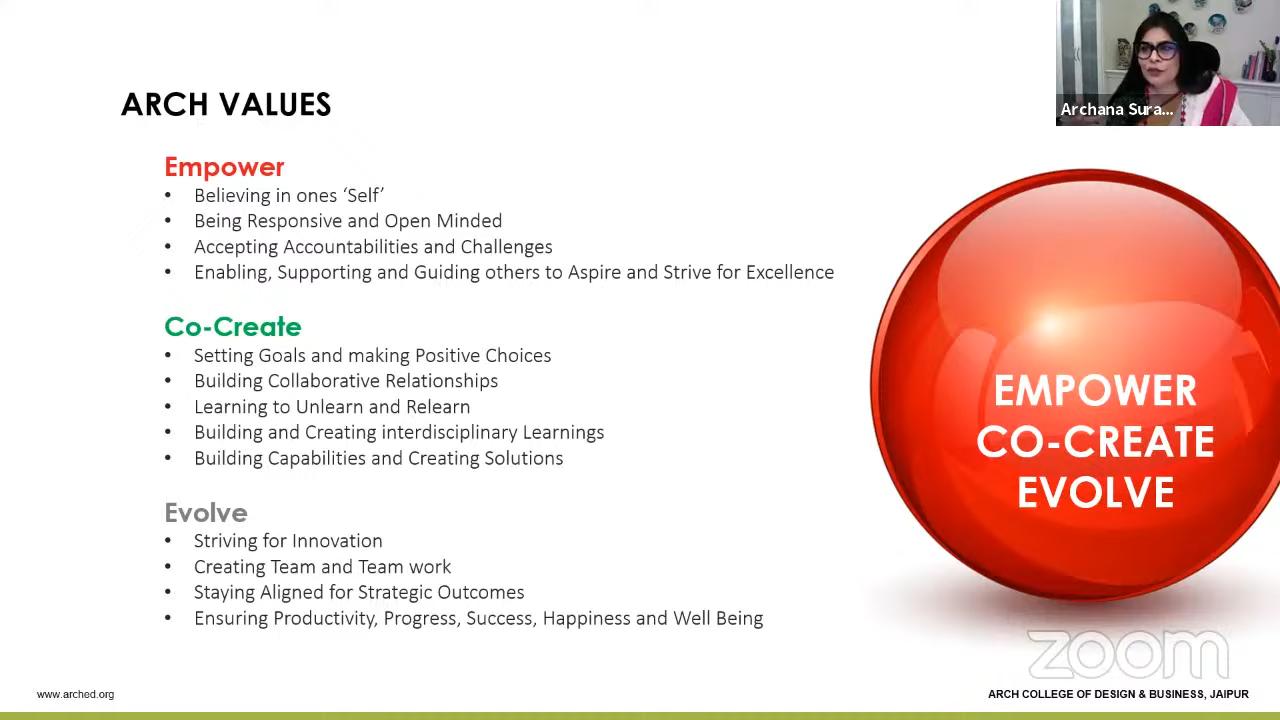 ARCH VALUES
Archana Sura...
Empower
• Believing in ones ‘Self’
• Being Responsive and Open Minded
• Accepting Accountabilities and Challenges
• Enabling, Supporting and Guiding others to Aspire and Strive for Excellence
Co-Create
• Setting Goals and making Positive Choices
• Building Collaborative Relationships
• Learning to Unlearn and Relearn
• Building and Creating interdisciplinary Learnings
• Building Capabilities and Creating Solutions
Evolve
• Striving for Innovation
• Creating Team and Team work
• Staying Aligned for Strategic Outcomes
• Ensuring Productivity, Progress, Success, Happiness and Well Being
EMPOWER
CO-CREATE
EVOLVE
zoom
www.arched.org
ARCH COLLEGE OF DESIGN & BUSINESS, JAIPUR